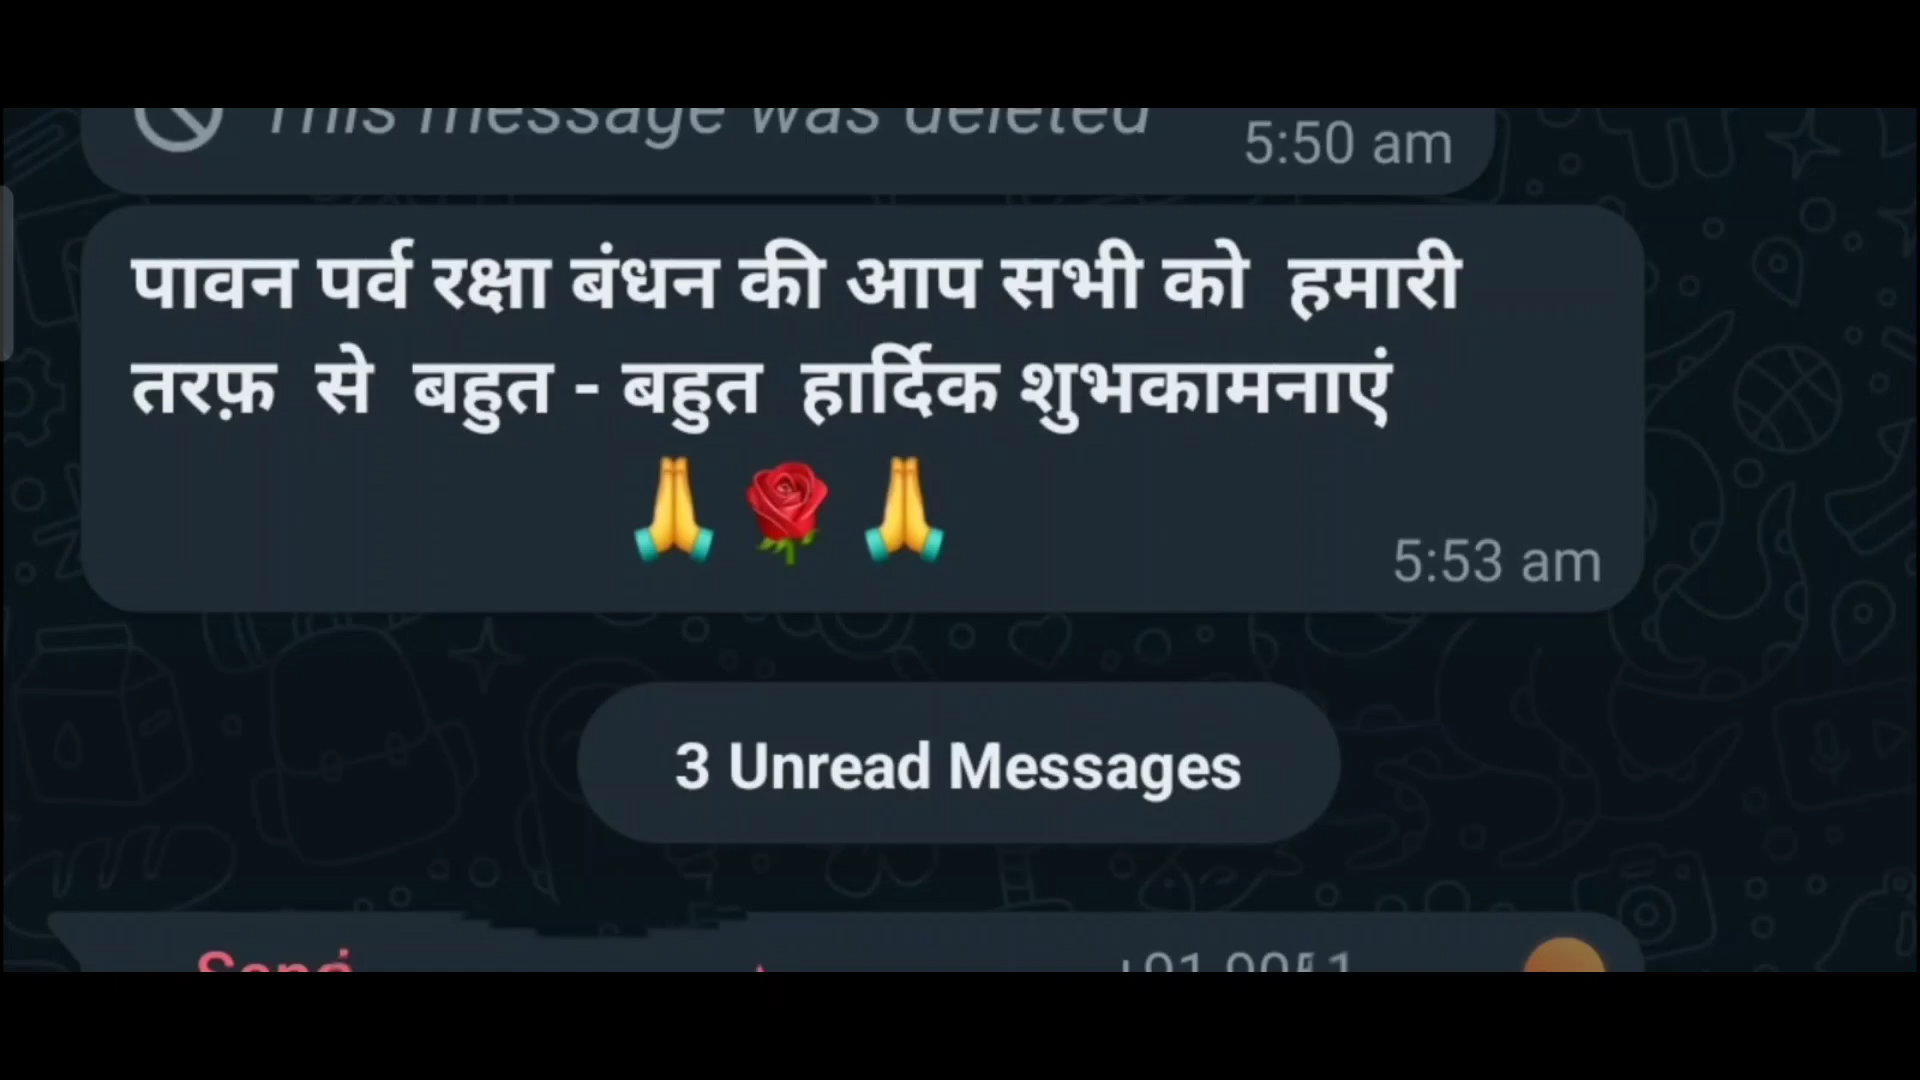 This message was deleted
5:50 am
पावन पर्व रक्षा बंधन की आप सभी को हमारी
तरफ़ से बहुत - बहुत हार्दिक शुभकामनाएं
🙏🌹🙏
5:53 am
3 Unread Messages